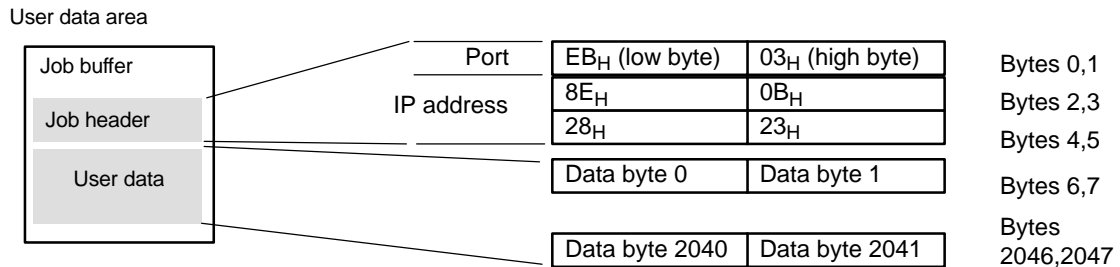 User data area
Job buffer
Job header
User data
Port
IP address
EBH (low byte) 03H (high byte)
8EH 0BH
28H 23H
Data byte 0 Data byte 1
Data byte 2040 Data byte 2041
Bytes 0,1
Bytes 2,3
Bytes 4,5
Bytes 6,7
Bytes
2046,2047